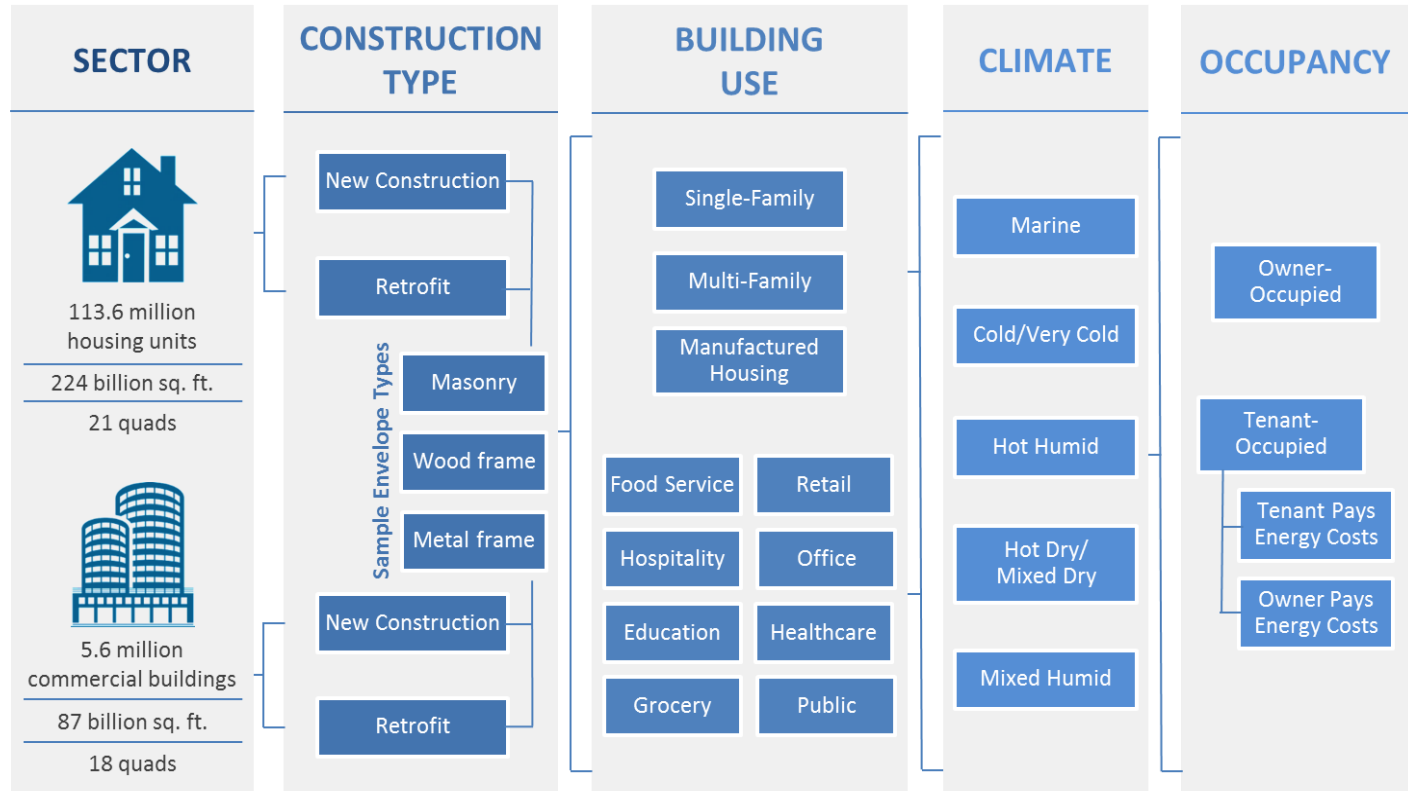 SECTOR
113.6 million
housing units
224 billion sq. ft.
21 quads
5.6 million
commercial buildings
87 billion sq. ft.
18 quads
CONSTRUCTION
TYPE
New Construction
Retrofit
Sample Envelope Types
Masonry
Wood frame
Metal frame
New Construction
Retrofit
BUILDING
USE
Single-Family
Multi-Family
Manufactured
Housing
Food Service
Retail
Hospitality
Office
Education
Healthcare
Grocery
Public
CLIMATE
Marine
Cold/Very Cold
Hot Humid
Hot Dry/
Mixed Dry
Mixed Humid
OCCUPANCY
Owner-
Occupied
Tenant-
Occupied
Tenant Pays
Energy Costs
Owner Pays
Energy Costs